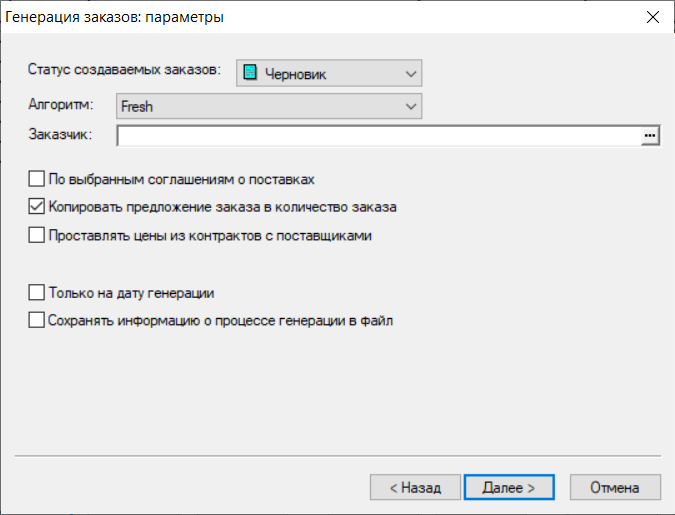 Генерация заказов: параметры
Статус создаваемых заказов: Черновик
Алгоритм: Fresh
Заказчик: ...
По выбранным соглашениям о поставках
Копировать предложение заказа в количество заказа
Проставлять цены из контрактов с поставщиками
Только на дату генерации
Сохранять информацию о процессе генерации в файл
< Назад Далее > Отмена